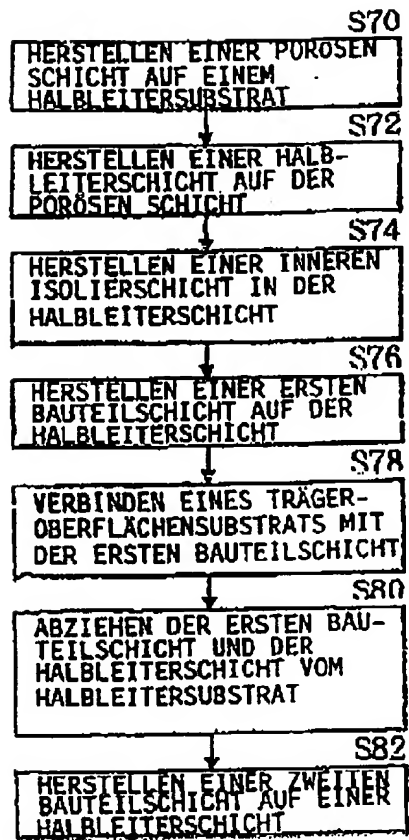 S70
HERSTELLEN EINER PORÖSEN
SCHICHT AUF EINEM
HALBLEITERSUBSTRAT
S72
HERSTELLEN EINER HALB-
LEITERSCHICHT AUF DER
PORÖSEN SCHICHT
S74
HERSTELLEN EINER INNEREN
ISOLIERSCHICHT IN DER
HALBLEITERSCHICHT
S76
HERSTELLEN EINER ERSTEN
BAUTEILSCHICHT AUF DER
HALBLEITERSCHICHT
S78
VERBINDEN EINES TRÄGER-
OBERFLÄCHENSUBSTRATS MIT
DER ERSTEN BAUTEILSCHICHT
S80
ABZIEHEN DER ERSTEN BAU-
TEILSCHICHT UND DER
HALBLEITERSCHICHT VOM
HALBLEITERSUBSTRAT
S82
HERSTELLEN EINER ZWEITEN
BAUTEILSCHICHT AUF EINER
HALBLEITERSCHICHT